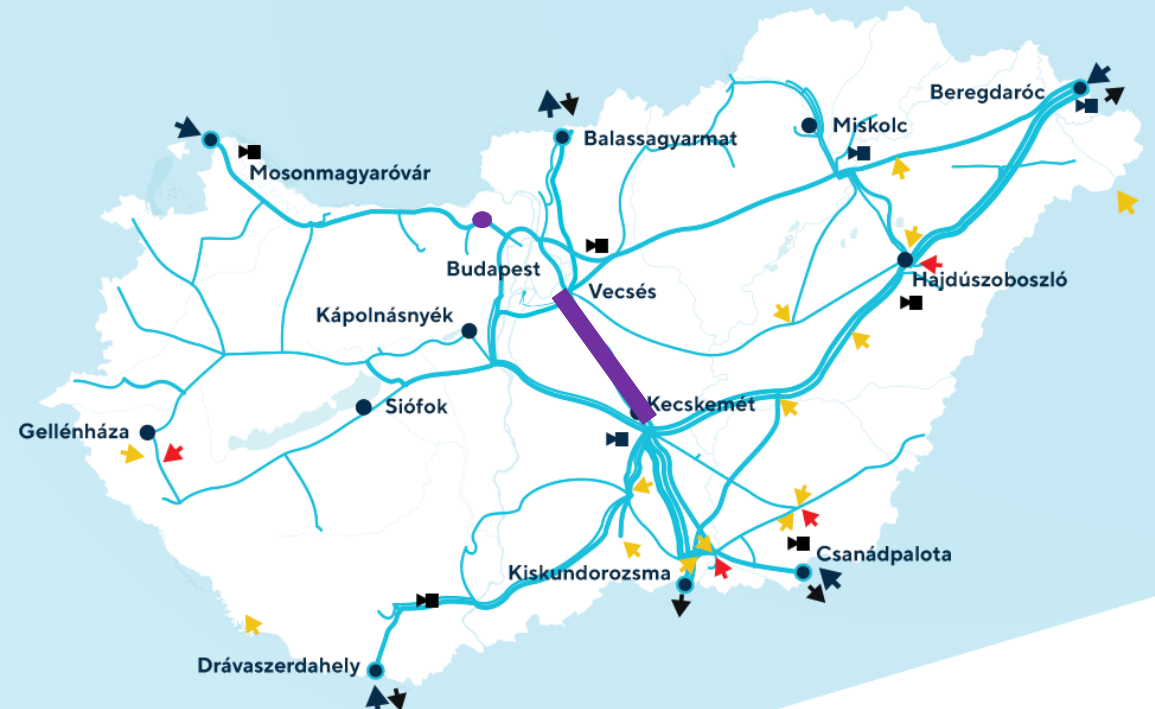 Beregdaróc
Miskolc
Balassagyarmat
Mosonmagyaróvár
Budapest
Hajdúszoboszló
Vecsés
Kápolnásnyék
Kecskemét
Siófok
Gellénháza
Csanádpalota
Kiskundorozsma
Drávaszerdahely